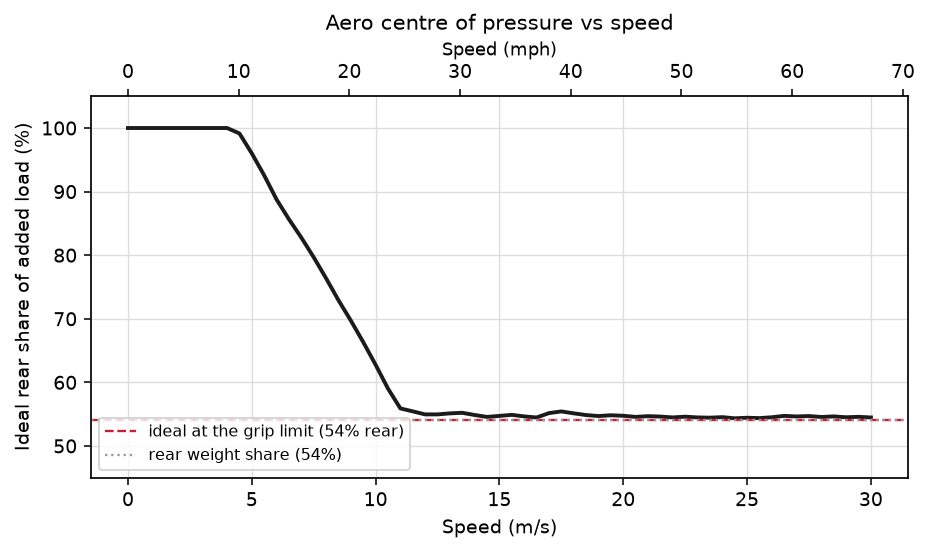 Aero centre of pressure vs speed
Speed (mph)
0 10 20 30 40 50 60 70
Ideal rear share of added load (%)
100
90
80
70
60
50
ideal at the grip limit (54% rear)
rear weight share (54%)
0 5 10 15 20 25 30
Speed (m/s)